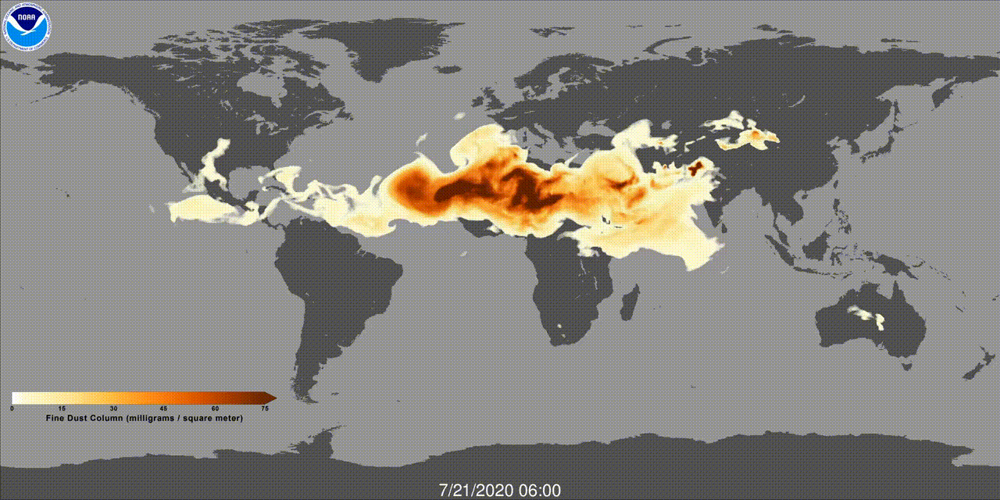 NOAA
0 15 30 45 60 75
Fine Dust Column (milligrams / square meter)
7/21/2020 06:00